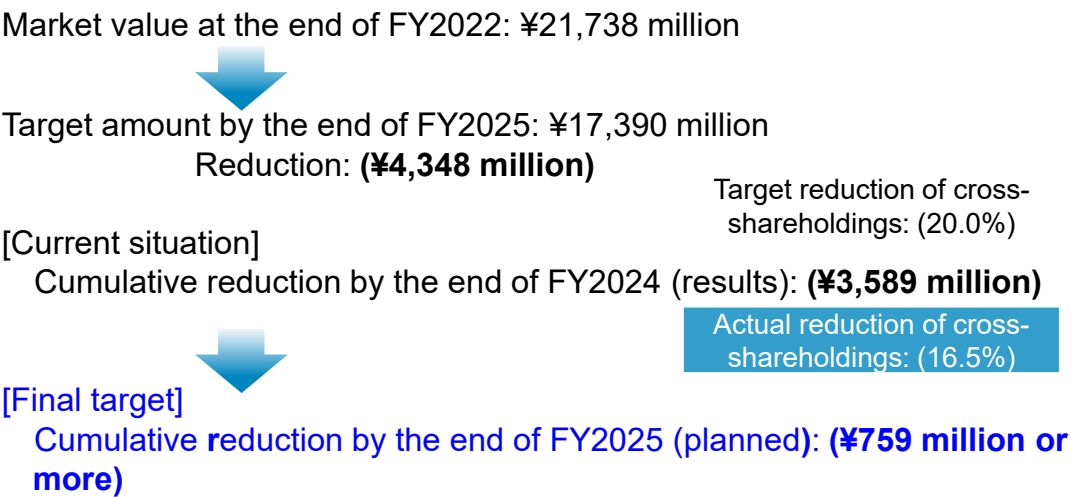 Market value at the end of FY2022: ¥21,738 million
Target amount by the end of FY2025: ¥17,390 million
Reduction: (¥4,348 million)
Target reduction of cross-
shareholdings: (20.0%)
[Current situation]
Cumulative reduction by the end of FY2024 (results): (¥3,589 million)
Actual reduction of cross-
shareholdings: (16.5%)
[Final target]
Cumulative reduction by the end of FY2025 (planned): (¥759 million or
more)